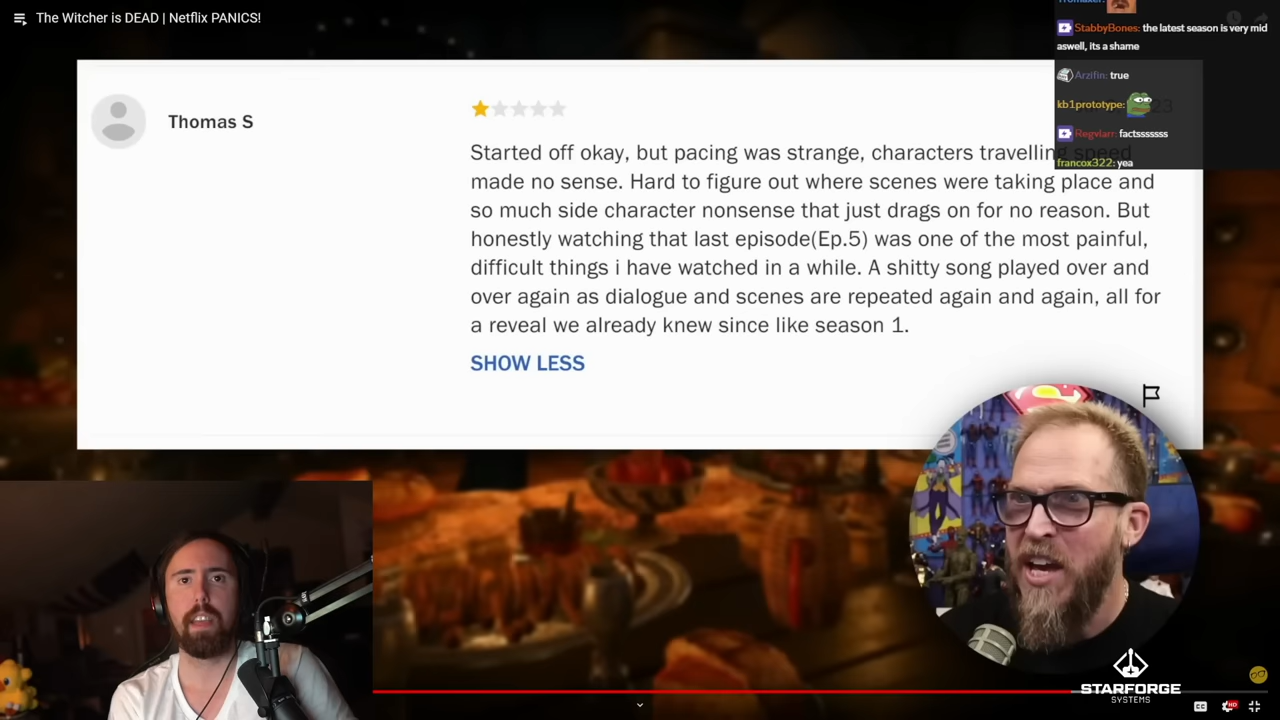 The Witcher is DEAD | Netflix PANICS!
StabbyBones: the latest season is very mid
aswell, its a shame
Arzifin: true
kb1prototype:
Regvlarr: factsssssss
francox322: yea
Thomas S
Started off okay, but pacing was strange, characters travelling speed
made no sense. Hard to figure out where scenes were taking place and
so much side character nonsense that just drags on for no reason. But
honestly watching that last episode(Ep.5) was one of the most painful,
difficult things i have watched in a while. A shitty song played over and
over again as dialogue and scenes are repeated again and again, all for
a reveal we already knew since like season 1.
SHOW LESS
STARFORGE
SYSTEMS
CC
HD